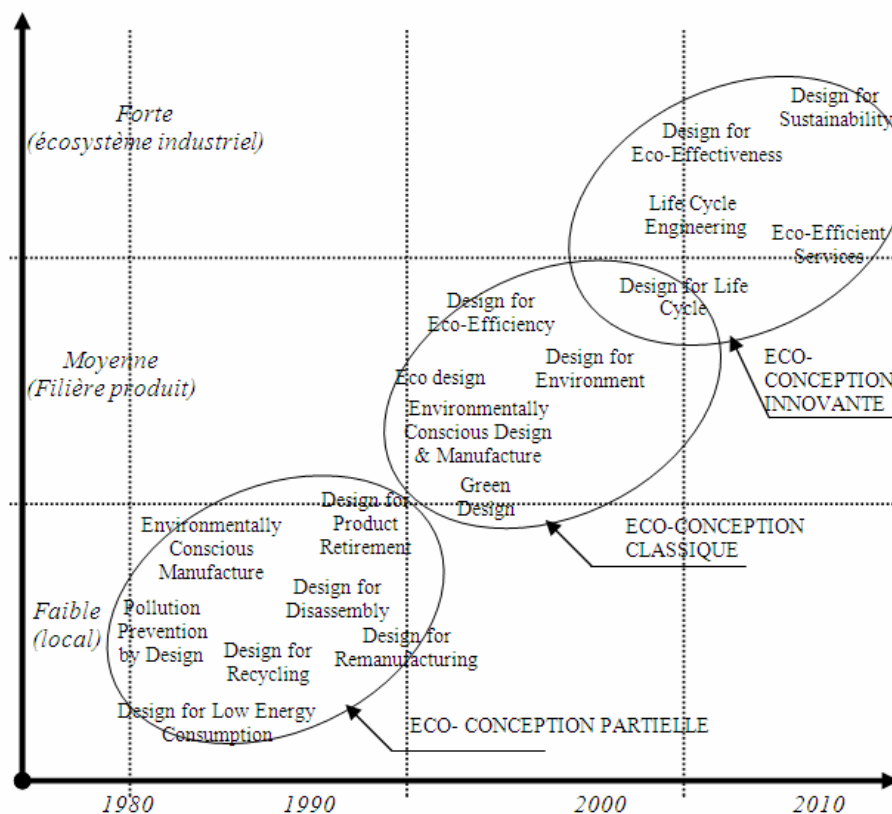 Forte
(écosystème industriel)
Design for
Sustainability
Design for
Eco-Effectiveness
Life Cycle
Engineering
Eco-Efficient
Services
Design for Life
Cycle
Design for
Eco-Efficiency
Moyenne
(Filière produit)
Eco design
Design for
Environment
ECO-
CONCEPTION
INNOVANTE
Environmentally
Conscious Design
& Manufacture
Green
Design
ECO-CONCEPTION
CLASSIQUE
Design for
Product
Retirement
Environmentally
Conscious
Manufacture
Design for
Disassembly
Faible
(local)
Pollution
Prevention
by Design
Design for
Recycling
Design for
Remanufacturing
Design for Low Energy
Consumption
ECO- CONCEPTION PARTIELLE
1980 1990 2000 2010